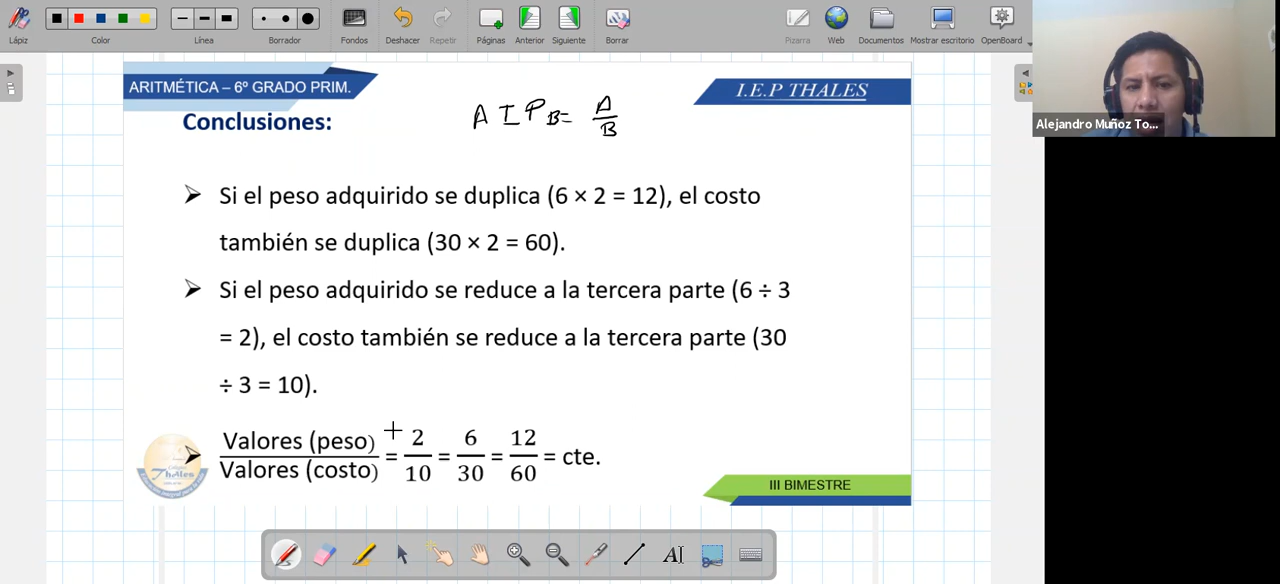 Lápiz
Color
Línea
Borrador
Fondos
Deshacer
Repetir
Páginas
Anterior
Siguiente
Borrar
Pizarra
Web
Documentos
Mostrar escritorio
OpenBoard
Alejandro Muñoz To...
ARITMÉTICA – 6º GRADO PRIM.
I.E.P THALES
Conclusiones:
A I P B = A/B
➢ Si el peso adquirido se duplica (6 × 2 = 12), el costo
también se duplica (30 × 2 = 60).
➢ Si el peso adquirido se reduce a la tercera parte (6 ÷ 3
= 2), el costo también se reduce a la tercera parte (30
÷ 3 = 10).
➢ Valores (peso)/Valores (costo) = 2/10 = 6/30 = 12/60 = cte.
Thales
III BIMESTRE
AI